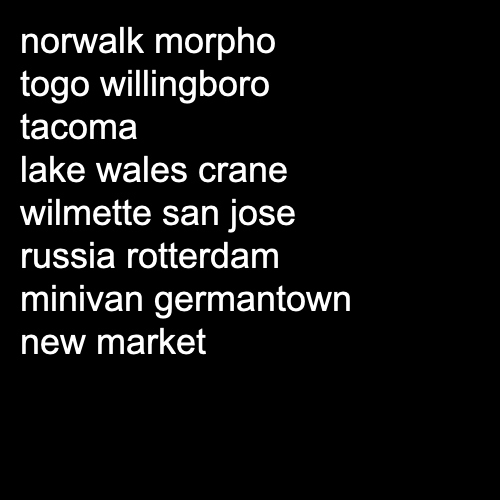 norwalk morpho
togo willingboro
tacoma
lake wales crane
wilmette san jose
russia rotterdam
minivan germantown
new market